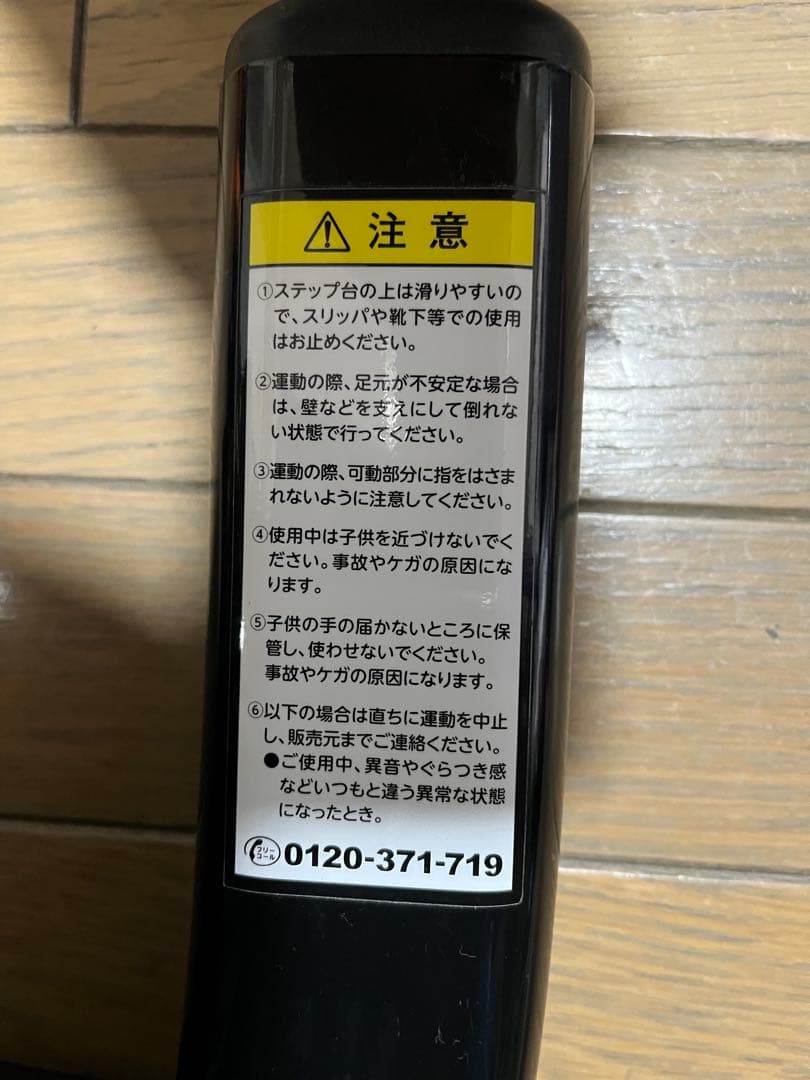 注意
①ステップ台の上は滑りやすいの
で、スリッパや靴下等での使用
はお止めください。
②運動の際、足元が不安定な場合
は、壁などを支えにして倒れな
い状態で行ってください。
③運動の際、可動部分に指をはさま
れないように注意してください。
④使用中は子供を近づけないでく
ださい。事故やケガの原因にな
ります。
⑤子供の手の届かないところに保
管し、使わせないでください。
事故やケガの原因になります。
⑥以下の場合は直ちに運動を中止
し、販売元までご連絡ください。
●ご使用中、異音やぐらつき感
などいつもと違う異常な状態
になったとき。
フリーコール 0120-371-719